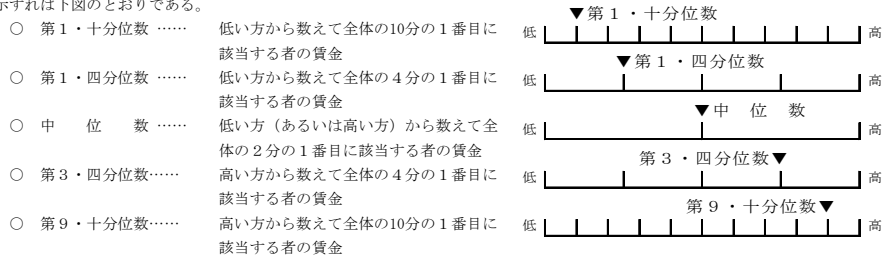 示すれば下図のとおりである。
○ 第１・十分位数 …… 低い方から数えて全体の10分の１番目に
該当する者の賃金
○ 第１・四分位数 …… 低い方から数えて全体の４分の１番目に
該当する者の賃金
○ 中 位 数 …… 低い方（あるいは高い方）から数えて全
体の２分の１番目に該当する者の賃金
○ 第３・四分位数…… 高い方から数えて全体の４分の１番目に
該当する者の賃金
○ 第９・十分位数…… 高い方から数えて全体の10分の１番目に
該当する者の賃金
▼第１・十分位数
低 高
▼第１・四分位数
低 高
▼中 位 数
低 高
第３・四分位数▼
低 高
第９・十分位数▼
低 高